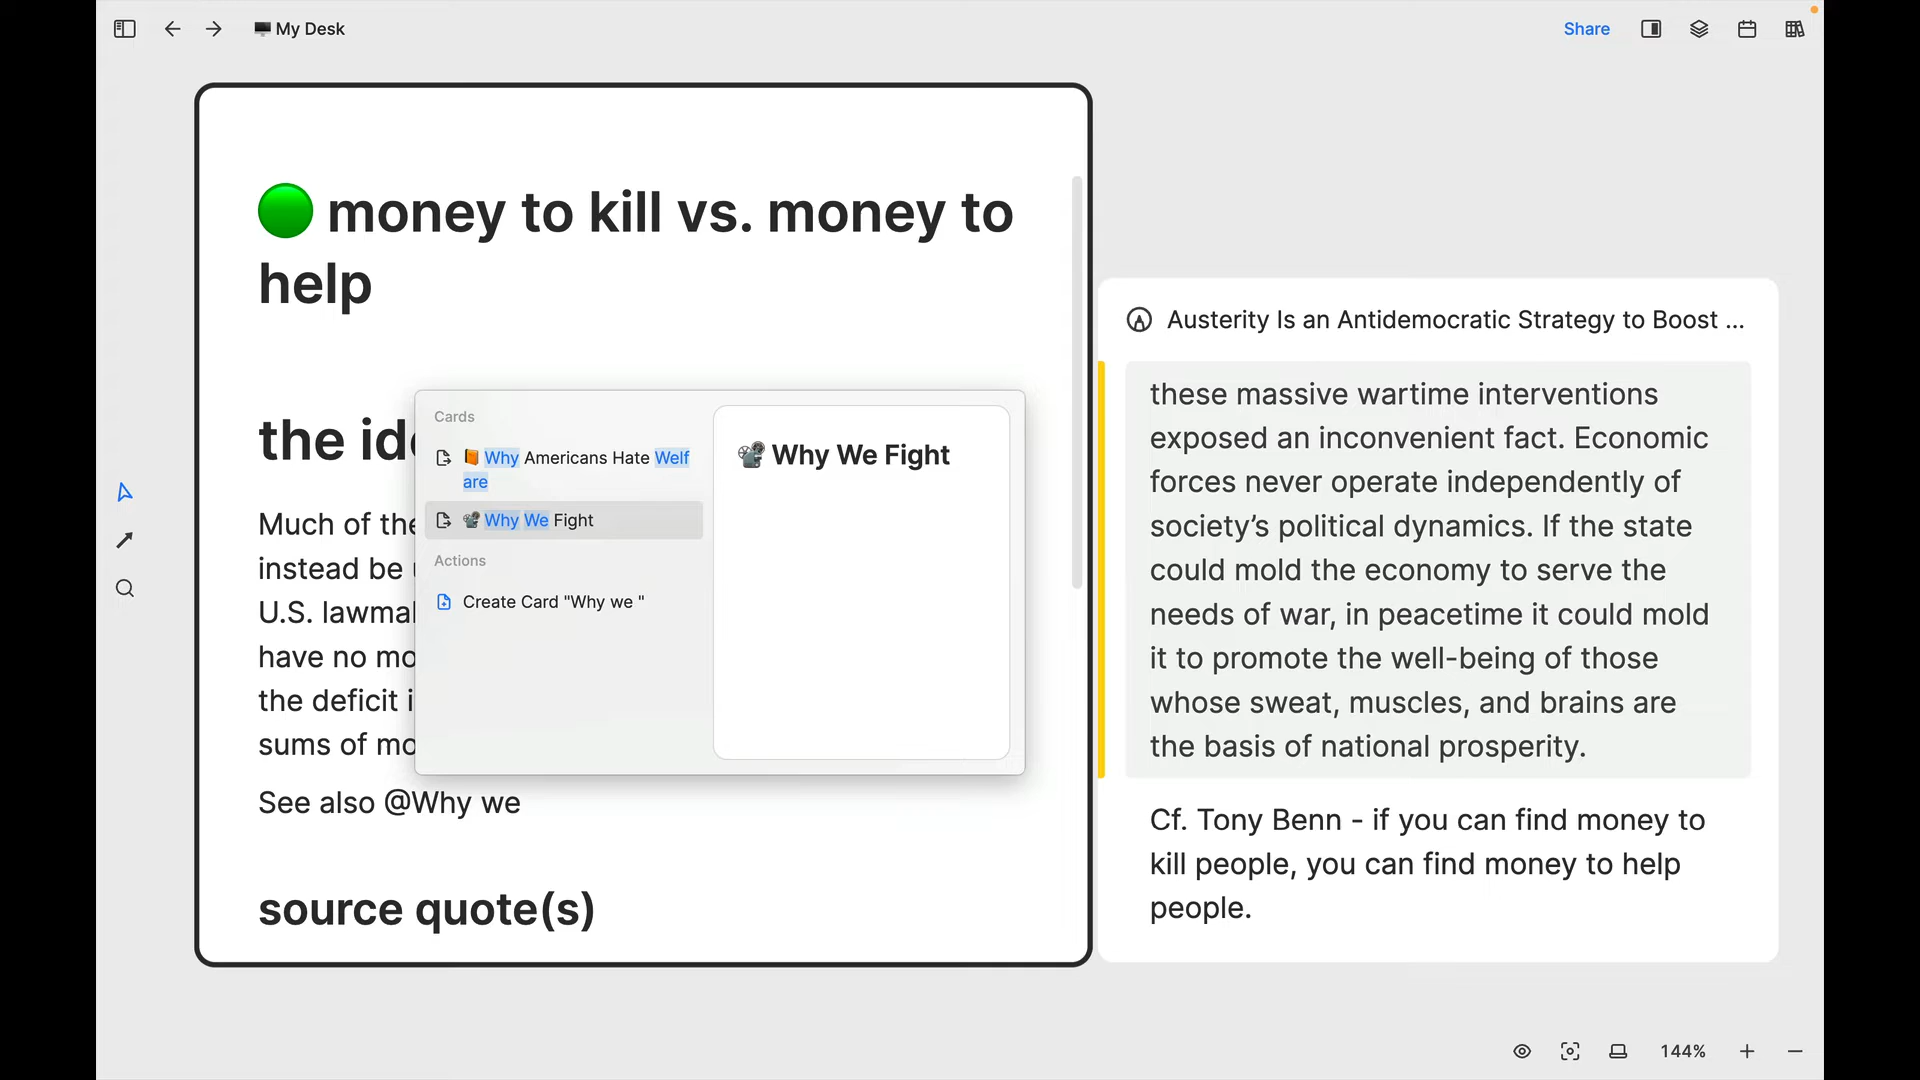 My Desk
Share
money to kill vs. money to
help
the ide
Much of the
instead be
U.S. lawmak
have no mo
the deficit i
sums of mo
See also @Why we
source quote(s)
Cards
Why Americans Hate Welf
are
Why We Fight
Actions
Create Card "Why we "
Why We Fight
Austerity Is an Antidemocratic Strategy to Boost ...
these massive wartime interventions
exposed an inconvenient fact. Economic
forces never operate independently of
society’s political dynamics. If the state
could mold the economy to serve the
needs of war, in peacetime it could mold
it to promote the well-being of those
whose sweat, muscles, and brains are
the basis of national prosperity.
Cf. Tony Benn - if you can find money to
kill people, you can find money to help
people.
144%